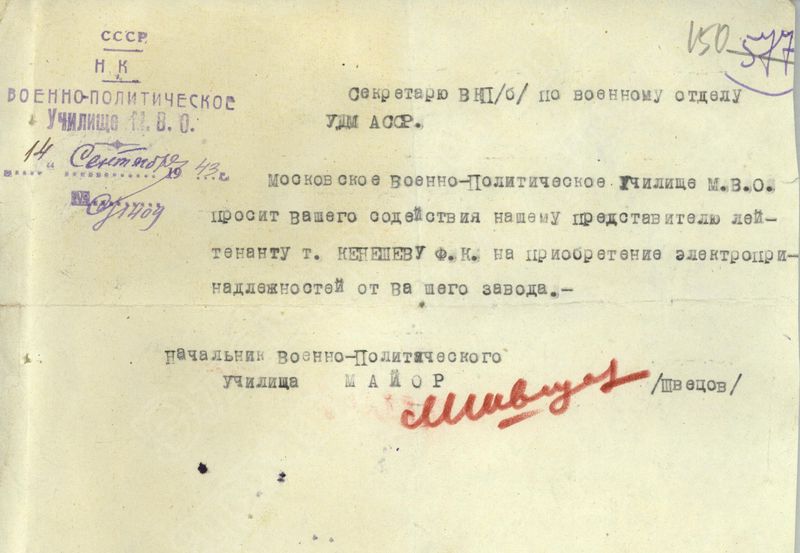 СССР
Н К
ВОЕННО-ПОЛИТИЧЕСКОЕ
Училище М.В.О.
14 " Сентября 1943 г.
№ 1409
150
577
Секретарю ВКП/б/ по военному отделу
УДМ АССР.
Московское Военно-Политическое Училище М.В.О.
просит Вашего содействия нашему представителю лей-
тенанту т. КЕНЕШЕВУ Ф.К. на приобретение электропри-
надлежностей от Ва шего завода.-
Начальник Военно-Политического
училища МАЙОР /Швецов/